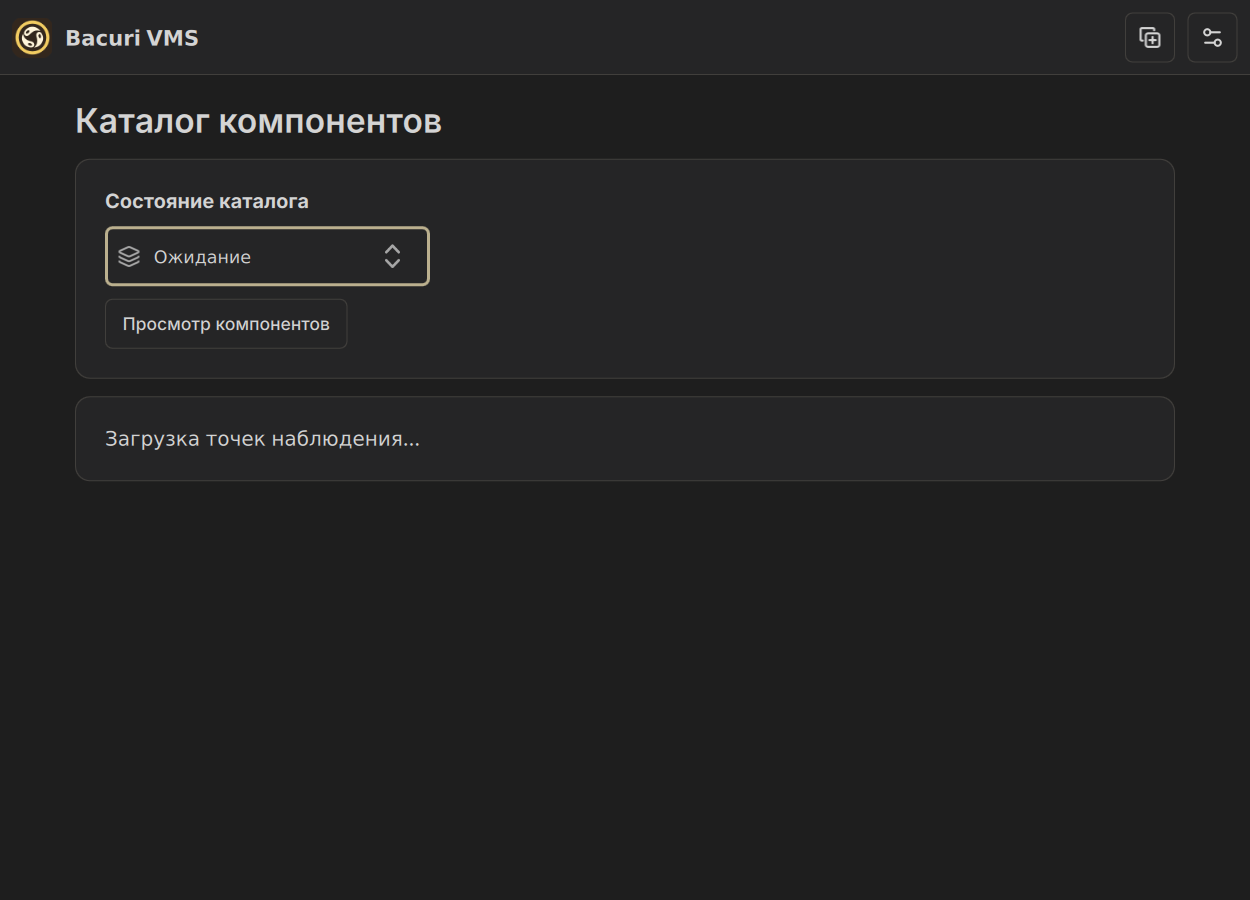 Bacuri VMS
Каталог компонентов
Состояние каталога
Ожидание
Просмотр компонентов
Загрузка точек наблюдения...